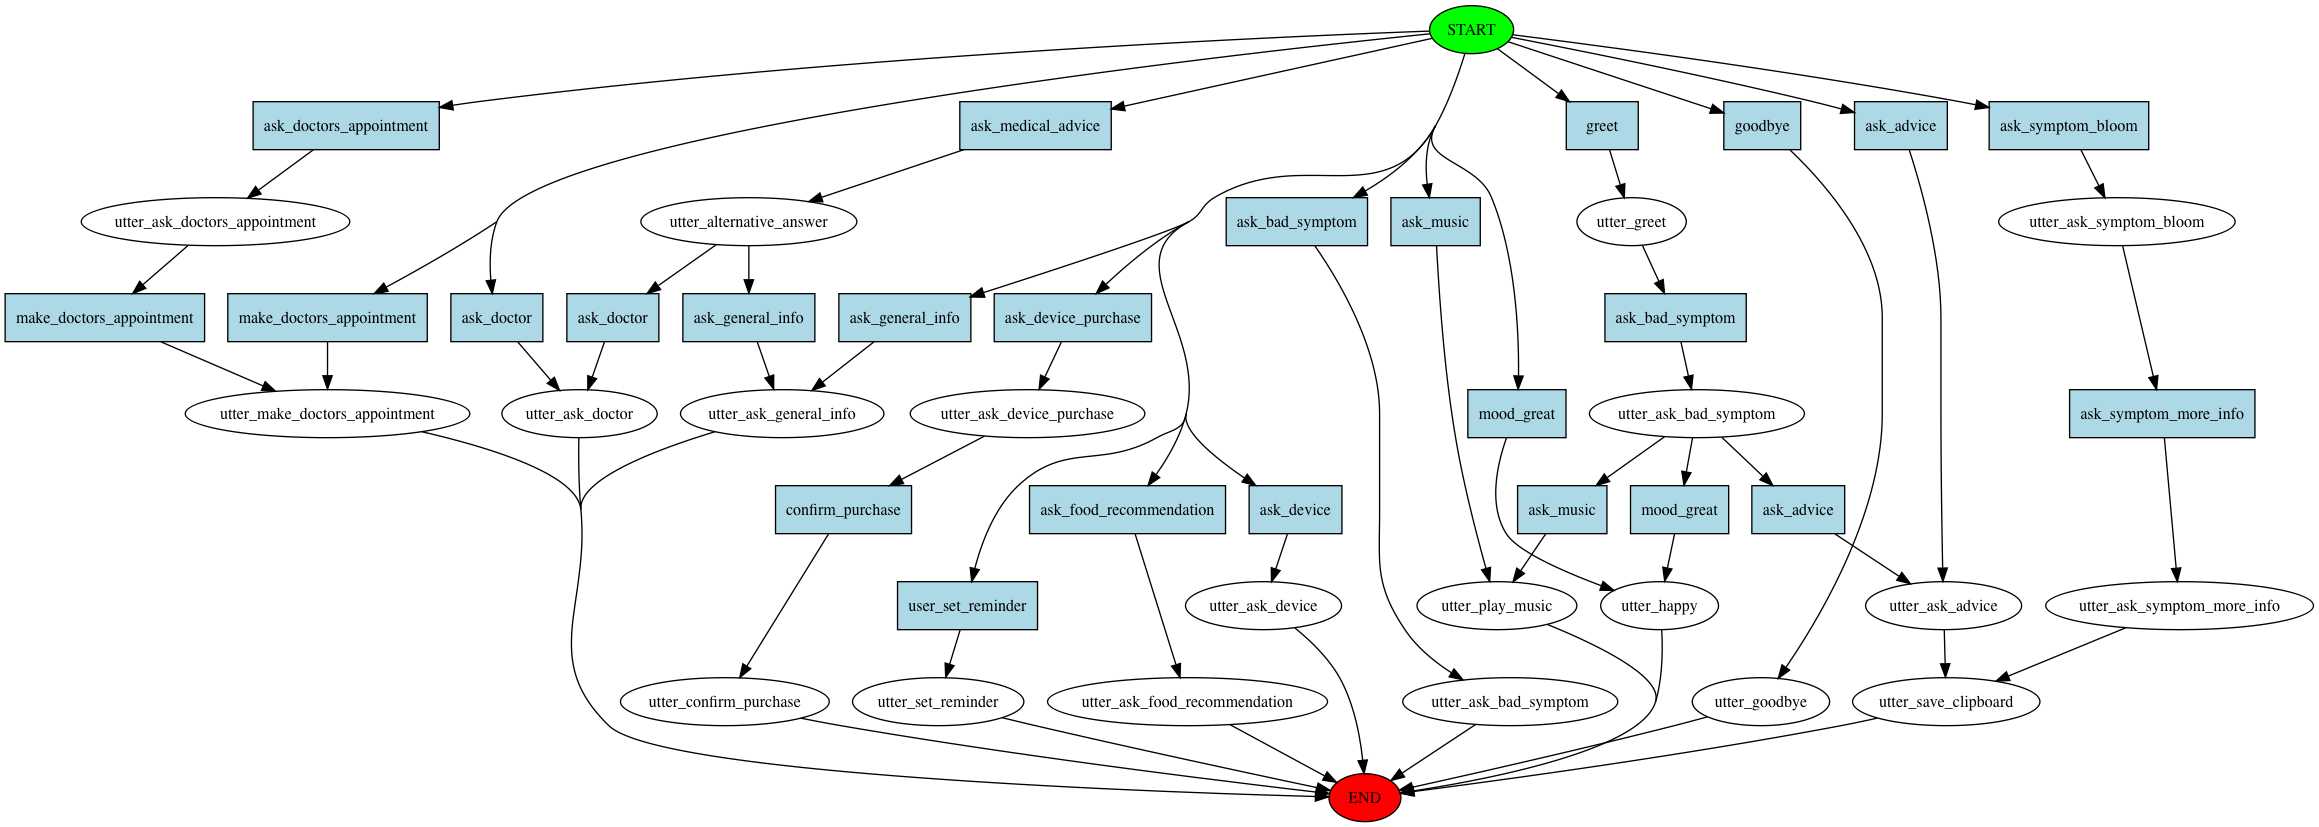 START
ask_doctors_appointment
ask_medical_advice
greet
goodbye
ask_advice
ask_symptom_bloom
utter_ask_doctors_appointment
utter_alternative_answer
ask_bad_symptom
ask_music
utter_greet
utter_ask_symptom_bloom
make_doctors_appointment
make_doctors_appointment
ask_doctor
ask_doctor
ask_general_info
ask_general_info
ask_device_purchase
ask_bad_symptom
utter_make_doctors_appointment
utter_ask_doctor
utter_ask_general_info
utter_ask_device_purchase
mood_great
utter_ask_bad_symptom
ask_symptom_more_info
confirm_purchase
ask_food_recommendation
ask_device
ask_music
mood_great
ask_advice
user_set_reminder
utter_ask_device
utter_play_music
utter_happy
utter_ask_advice
utter_ask_symptom_more_info
utter_confirm_purchase
utter_set_reminder
utter_ask_food_recommendation
utter_ask_bad_symptom
utter_goodbye
utter_save_clipboard
END